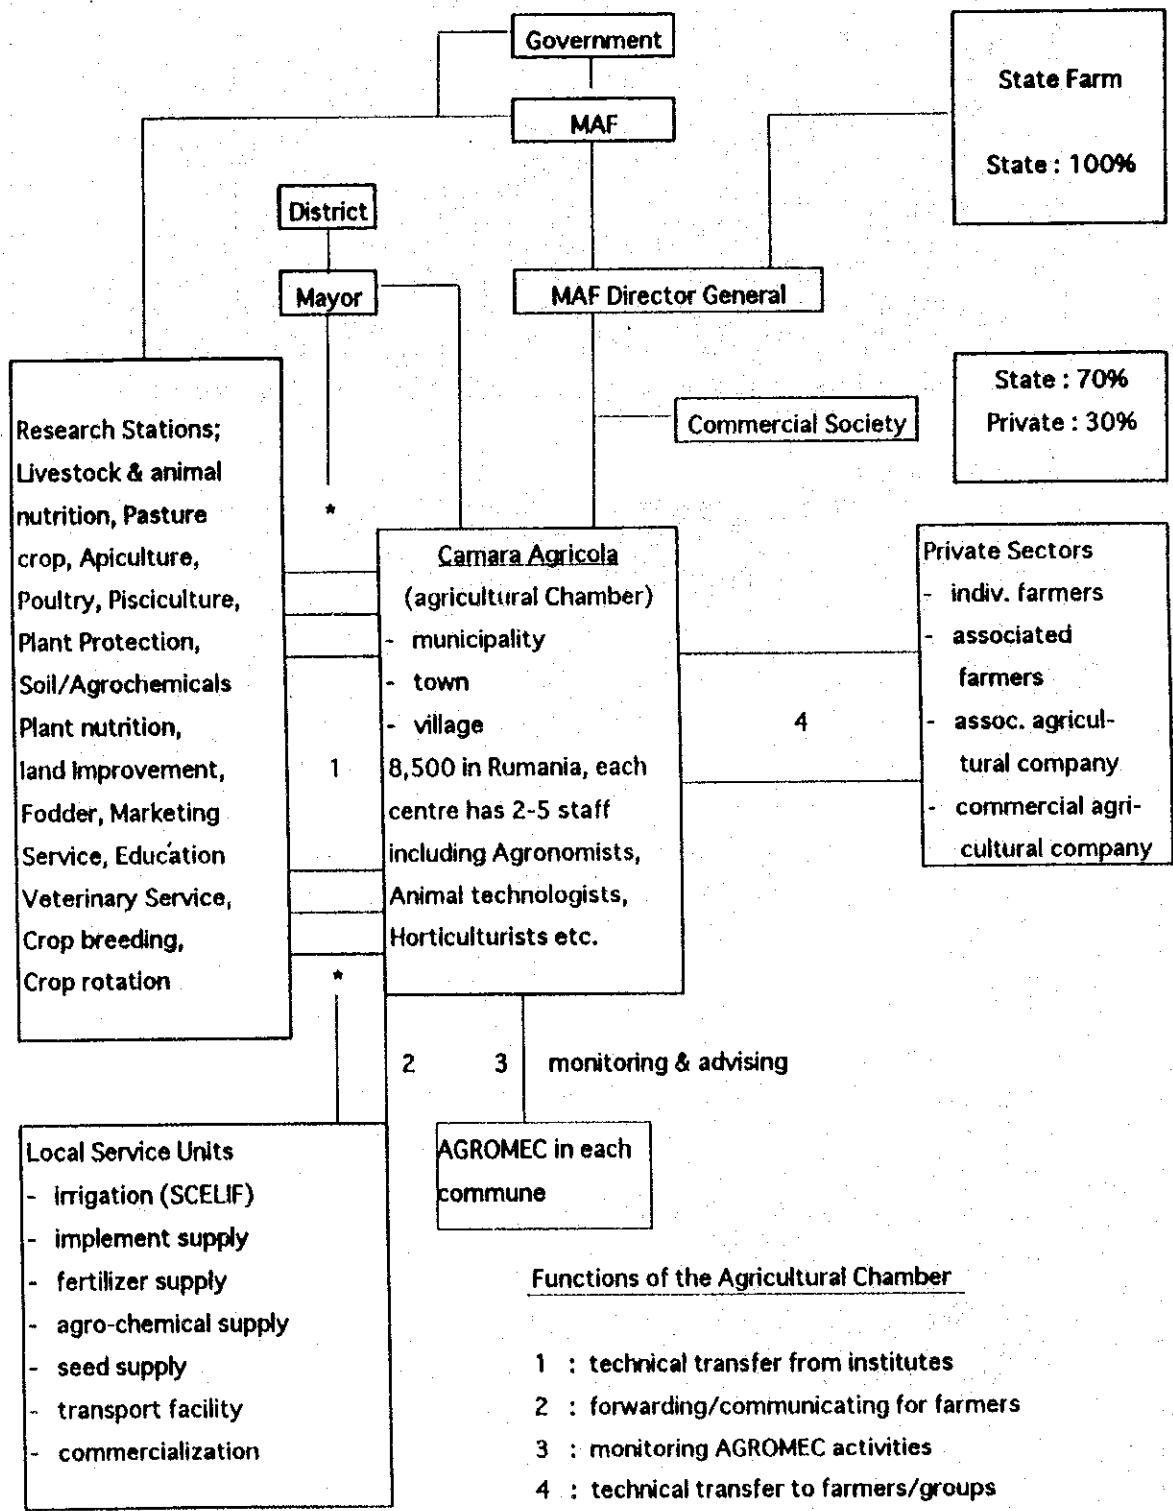 Government
MAF
State Farm
State : 100%
District
Mayor
MAF Director General
State : 70%
Private : 30%
Commercial Society
Research Stations;
Livestock & animal
nutrition, Pasture
crop, Apiculture,
Poultry, Pisciculture,
Plant Protection,
Soil/Agrochemicals
Plant nutrition,
land improvement,
Fodder, Marketing
Service, Education
Veterinary Service,
Crop breeding,
Crop rotation
*
1
*
Camara Agricola
(agricultural Chamber)
- municipality
- town
- village
8,500 in Rumania, each
centre has 2-5 staff
including Agronomists,
Animal technologists,
Horticulturists etc.
4
Private Sectors
- indiv. farmers
- associated
farmers
- assoc. agricul-
tural company
- commercial agri-
cultural company
2
3 monitoring & advising
Local Service Units
- irrigation (SCELIF)
- implement supply
- fertilizer supply
- agro-chemical supply
- seed supply
- transport facility
- commercialization
AGROMEC in each
commune
Functions of the Agricultural Chamber
1 : technical transfer from institutes
2 : forwarding/communicating for farmers
3 : monitoring AGROMEC activities
4 : technical transfer to farmers/groups